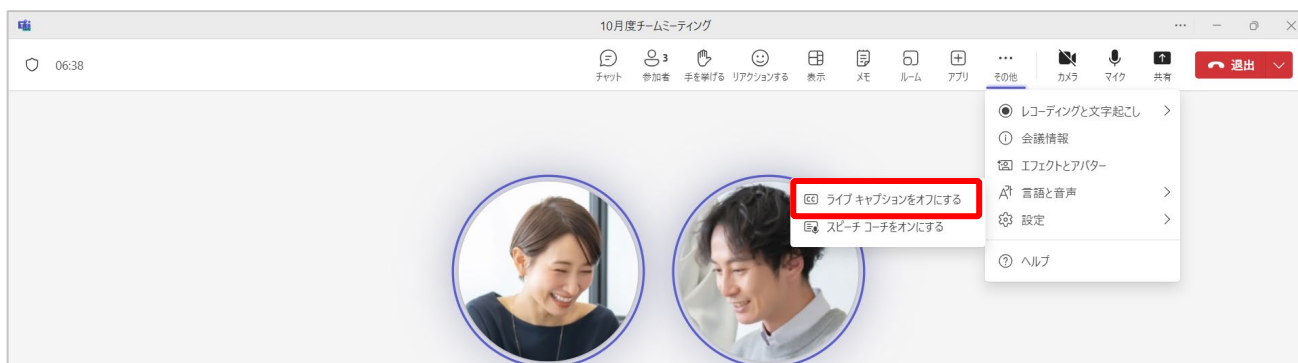 10月度チームミーティング
06:38
チャット
3
参加者
手を挙げる
リアクションする
表示
メモ
ルーム
アプリ
その他
カメラ
マイク
共有
退出
レコーディングと文字起こし
会議情報
エフェクトとアバター
言語と音声
設定
ヘルプ
CC ライブ キャプションをオフにする
スピーチ コーチをオンにする